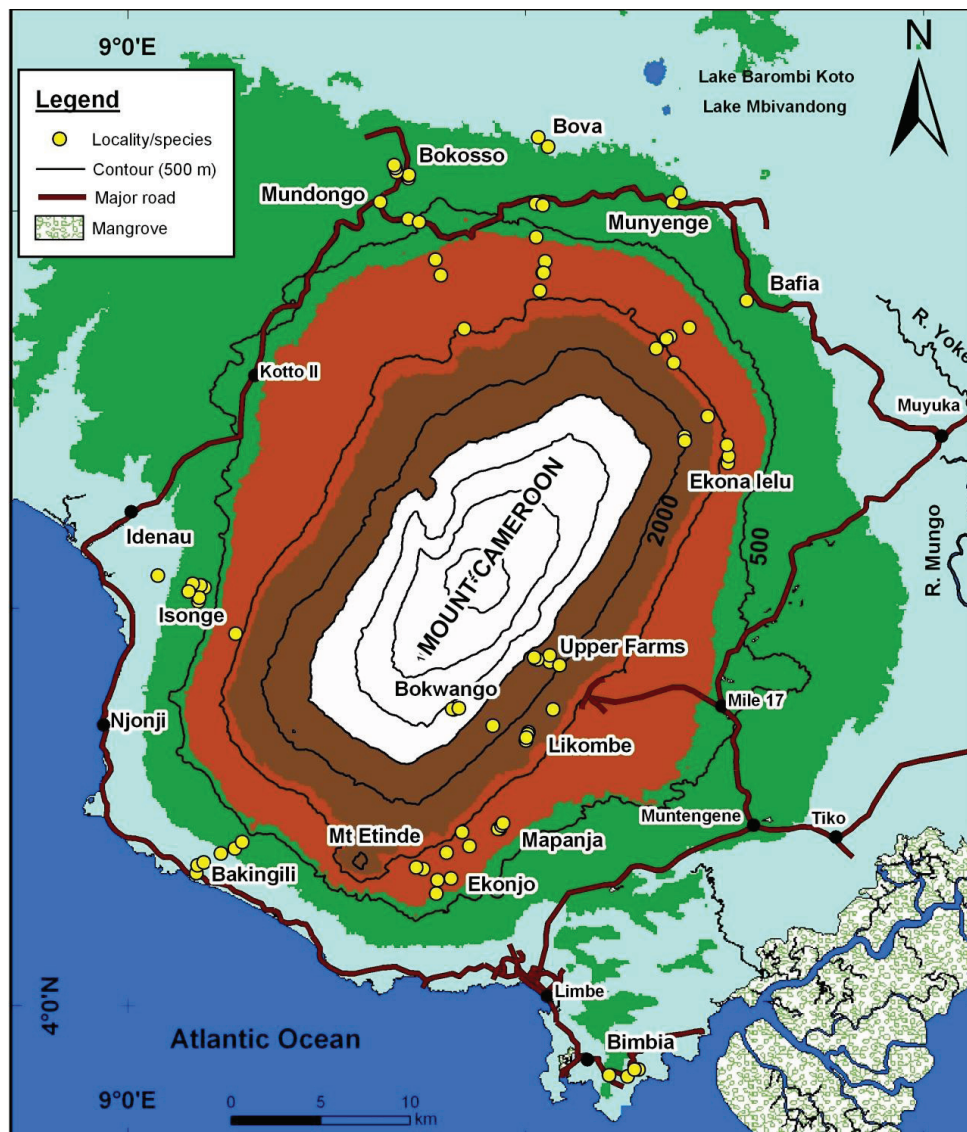 9°0'E
N
Lake Barombi Koto
Lake Mbivandong
Legend
Locality/species
Contour (500 m)
Major road
Mangrove
Bova
Bokosso
Mundongo
Munyenge
Bafia
R. Yoke
Kotto II
Muyuka
Ekona lelu
Idenau
2000
500
MOUNT CAMEROON
R. Mungo
Isonge
Upper Farms
Bokwango
Mile 17
Njonji
Likombe
Mt Etinde
Mapanja
Muntengene
Tiko
Bakingili
Ekonjo
4°0'N
Limbe
Atlantic Ocean
Bimbia
9°0'E
0 5 10
km